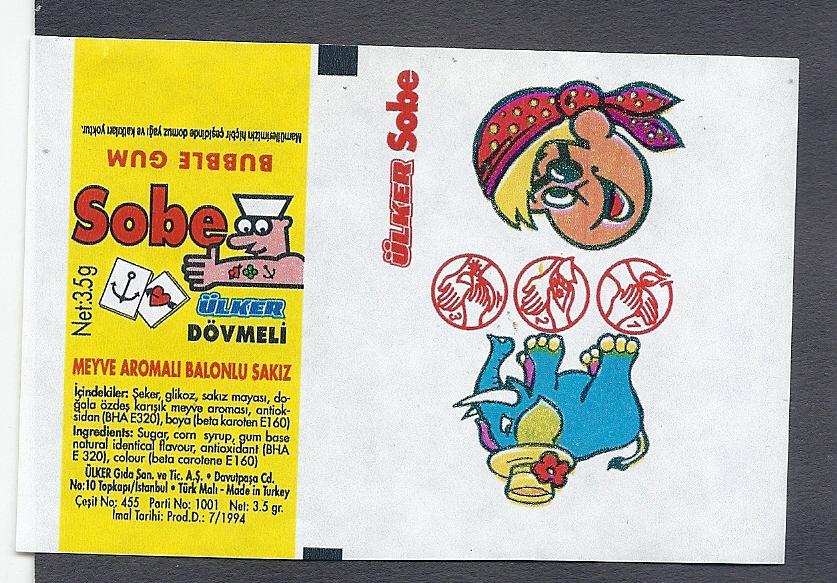 Mamüllerimizin hiçbir çeşidinde domuz yağı ve katkıları yoktur.
BUBBLE GUM
Sobe
Net:3.5g
ÜLKER
DÖVMELİ
MEYVE AROMALI BALONLU SAKIZ
İçindekiler: Şeker, glikoz, sakız mayası, do-
ğala özdeş karışık meyve aroması, antiok-
sidan (BHA E320), boya (beta karoten E160)
Ingredients: Sugar, corn syrup, gum base
natural identical flavour, antioxidant (BHA
E 320), colour (beta carotene E160)
ÜLKER Gıda San. ve Tic. A.Ş. • Davutpaşa Cd.
No:10 Topkapı/İstanbul • Türk Malı - Made in Turkey
Çeşit No: 455 Parti No: 1001 Net: 3.5 gr.
İmal Tarihi: Prod.D.: 7/1994
ÜLKER Sobe
3
2
1